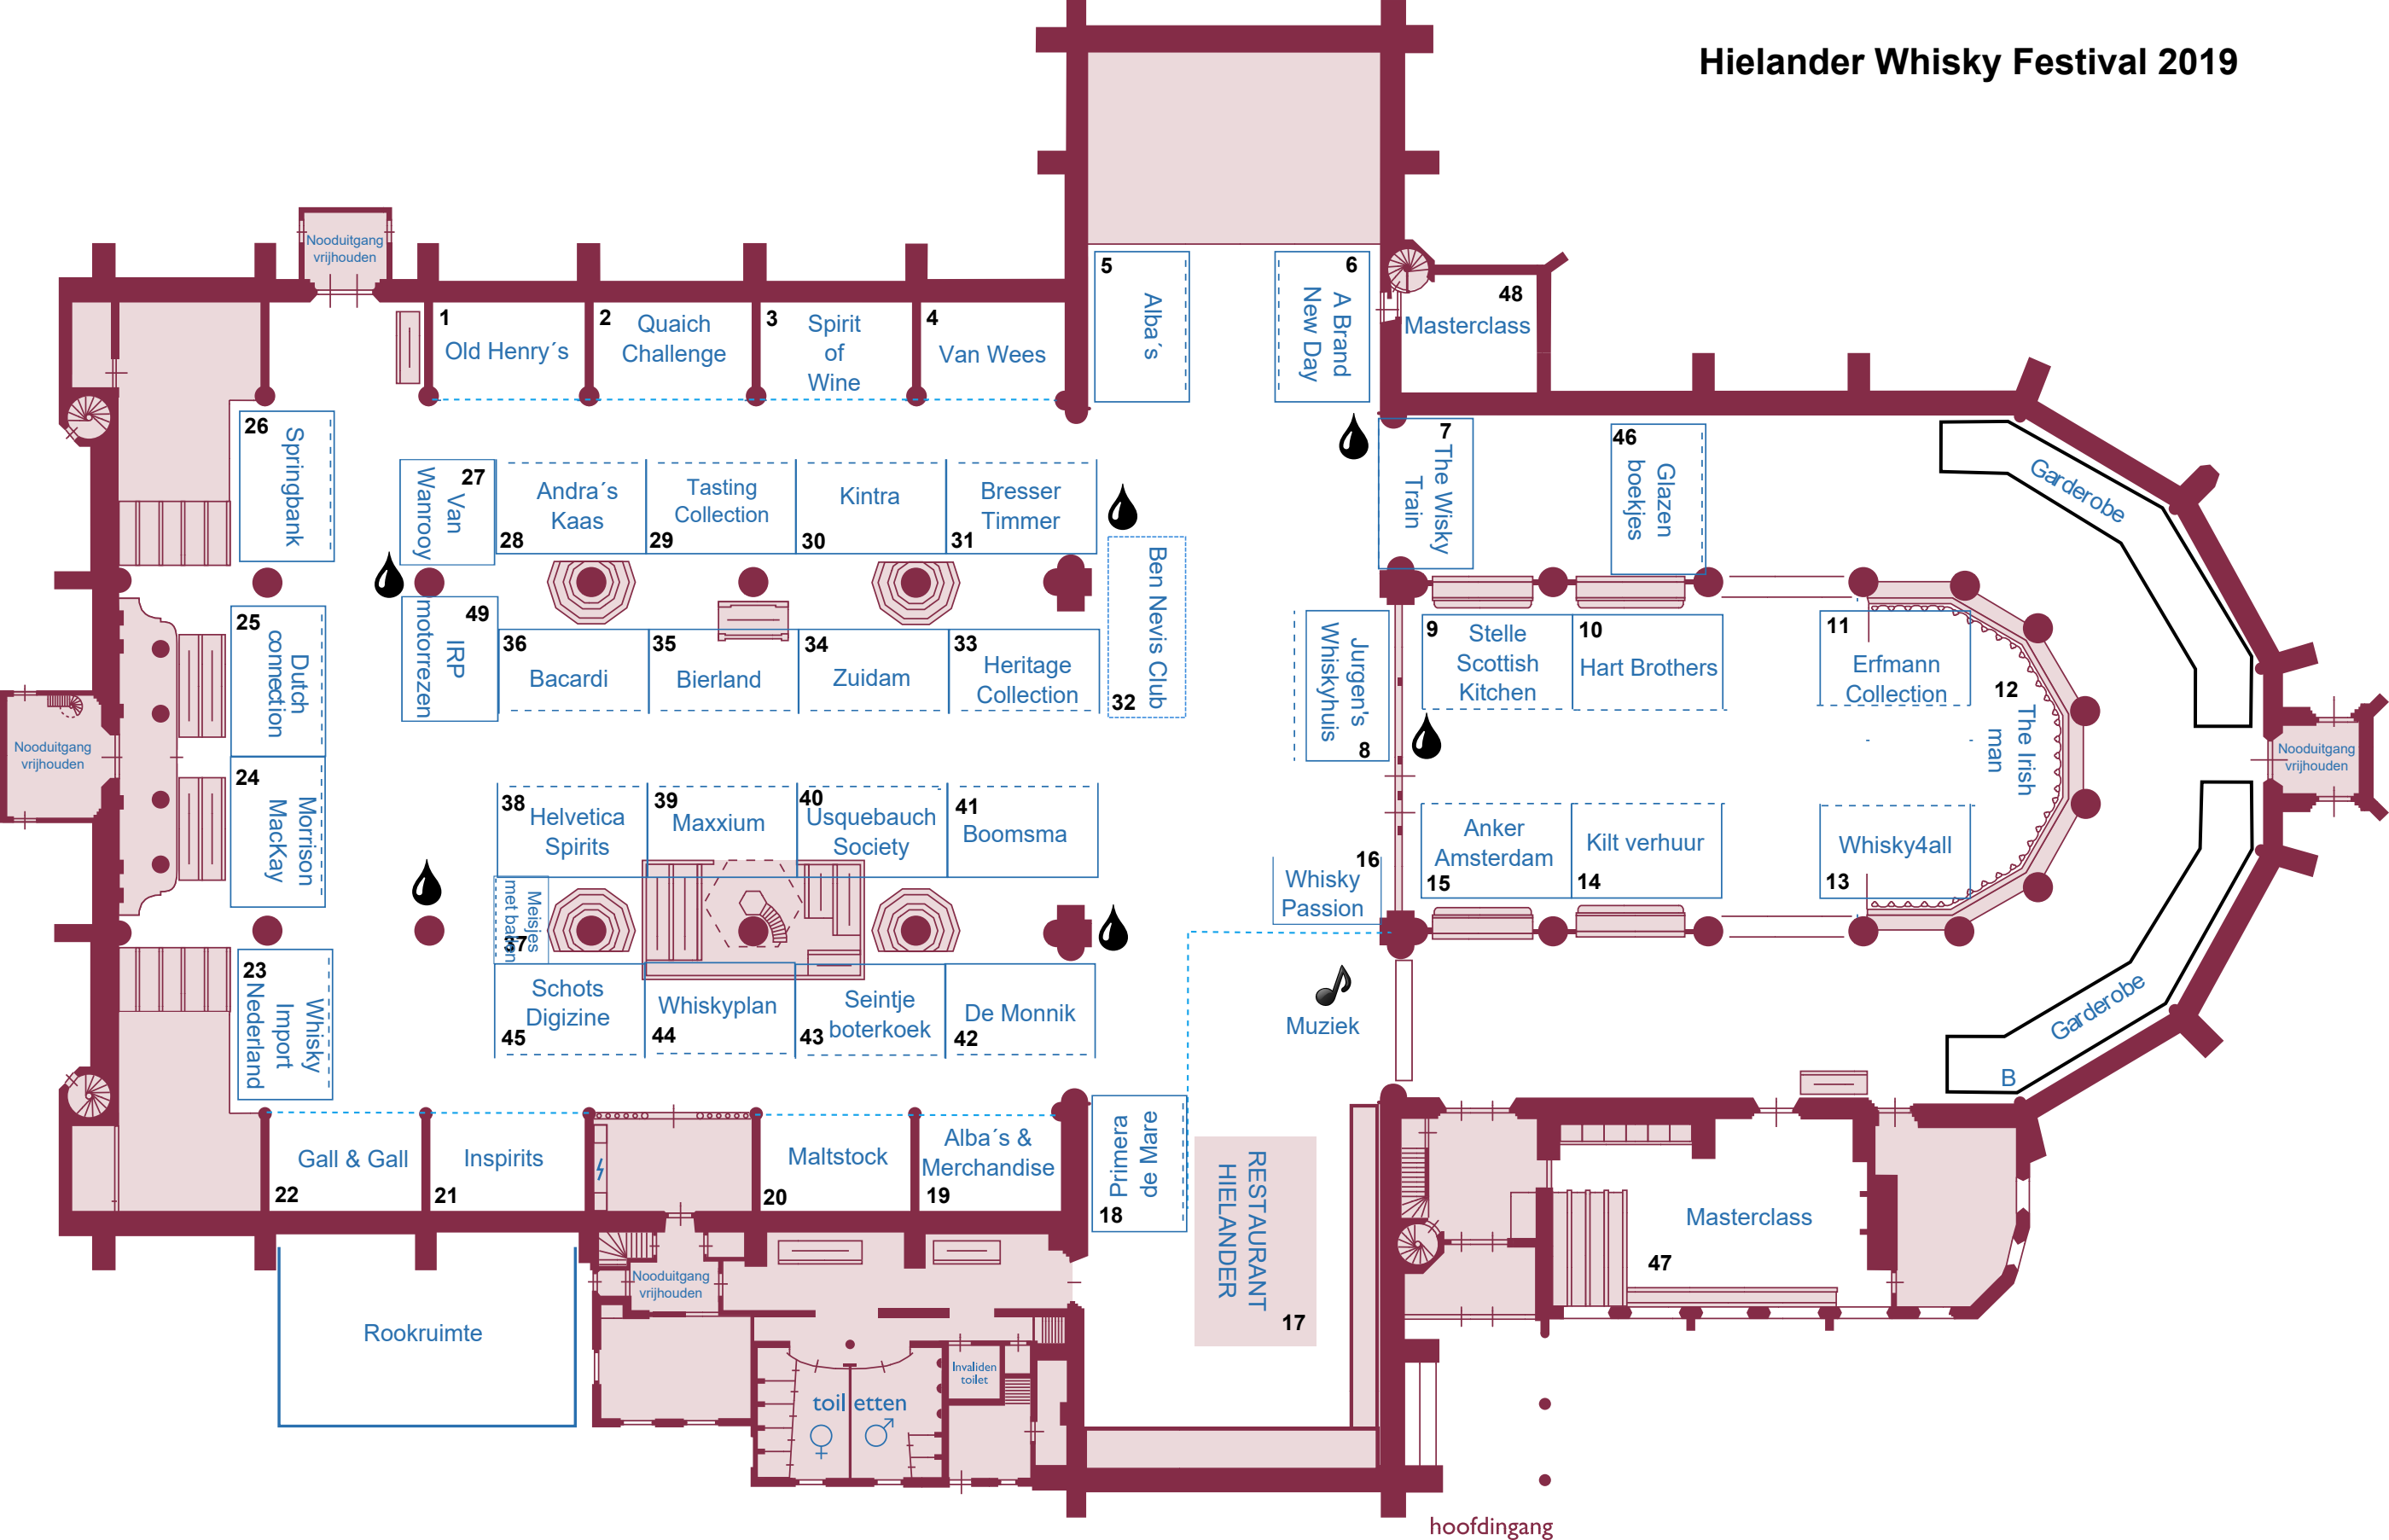 Hielander Whisky Festival 2019
Nooduitgang
vrijhouden
1
Old Henry´s
2
Quaich
Challenge
3
Spirit
of
Wine
4
Van Wees
5
Alba´s
6
A Brand
New Day
48
Masterclass
26
Springbank
27
Van
Wanrooy
28
Andra´s
Kaas
29
Tasting
Collection
30
Kintra
31
Bresser
Timmer
7
The Wisky
Train
46
Glazen
boekjes
Garderobe
25
Dutch
connection
49
IRP
motorrezen
36
Bacardi
35
Bierland
34
Zuidam
33
Heritage
Collection
32
Ben Nevis Club
8
Jurgen's
Whiskyhuis
9
Stelle
Scottish
Kitchen
10
Hart Brothers
11
Erfmann
Collection
12
The Irish
man
Nooduitgang
vrijhouden
Nooduitgang
vrijhouden
24
Morrison
MacKay
38
Helvetica
Spirits
39
Maxxium
40
Usquebauch
Society
41
Boomsma
16
Whisky
Passion
15
Anker
Amsterdam
14
Kilt verhuur
13
Whisky4all
37
Meisjes
met baarden
23
Whisky
Import
Nederland
45
Schots
Digizine
44
Whiskyplan
43
Seintje
boterkoek
42
De Monnik
Muziek
Garderobe
B
22
Gall & Gall
21
Inspirits
20
Maltstock
19
Alba´s &
Merchandise
18
Primera
de Mare
17
RESTAURANT
HIELANDER
47
Masterclass
Nooduitgang
vrijhouden
Rookruimte
Invaliden
toilet
toiletten
hoofdingang